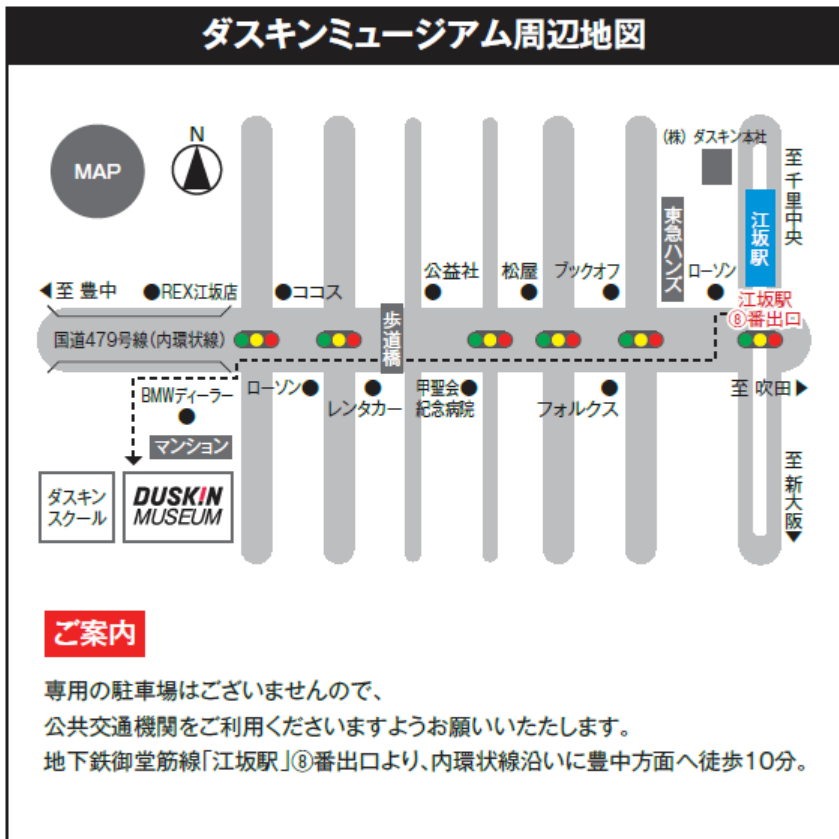 ダスキンミュージアム周辺地図
MAP
N
(株) ダスキン本社
至 千里中央
江坂駅
東急ハンズ
ローソン
公益社
松屋
ブックオフ
◀至 豊中
●REX江坂店
●ココス
江坂駅
⑧番出口
歩道橋
国道479号線(内環状線)
BMWディーラー
ローソン●
レンタカー
甲聖会●
紀念病院
フォルクス
至 吹田▶
マンション
至 新大阪▼
ダスキン
スクール
DUSKIN
MUSEUM
ご案内
専用の駐車場はございませんので、
公共交通機関をご利用くださいますようお願いいたたします。
地下鉄御堂筋線「江坂駅」⑧番出口より、内環状線沿いに豊中方面へ徒歩10分。